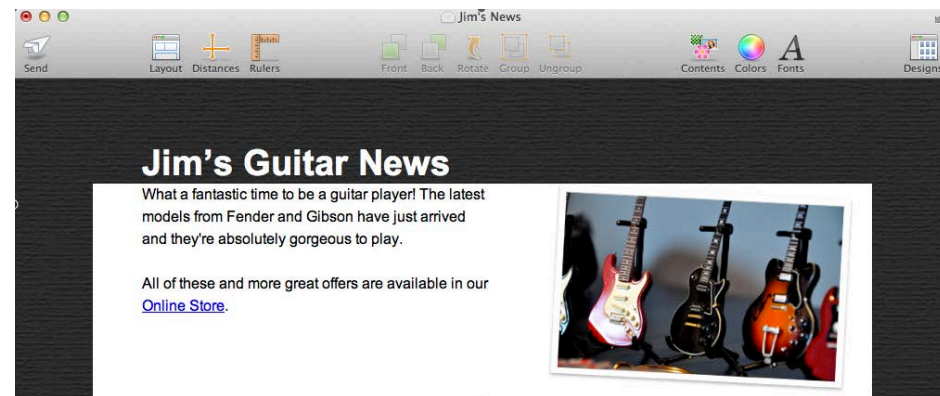 Jim's News
Send Layout Distances Rulers Front Back Rotate Group Ungroup Contents Colors Fonts Designs
Jim's Guitar News
What a fantastic time to be a guitar player! The latest
models from Fender and Gibson have just arrived
and they're absolutely gorgeous to play.
All of these and more great offers are available in our
Online Store.